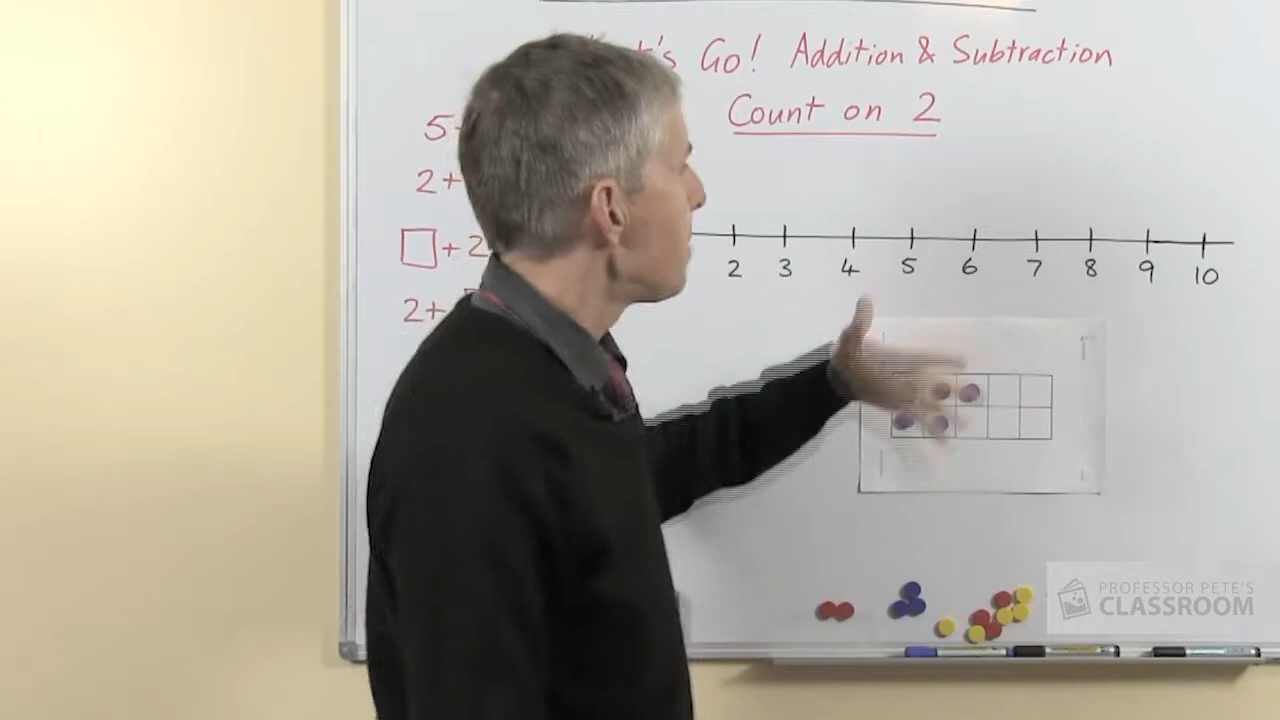 Go! Addition & Subtraction
Count on 2
5
2+
□+2
2+
2 3 4 5 6 7 8 9 10
PROFESSOR PETE'S
CLASSROOM